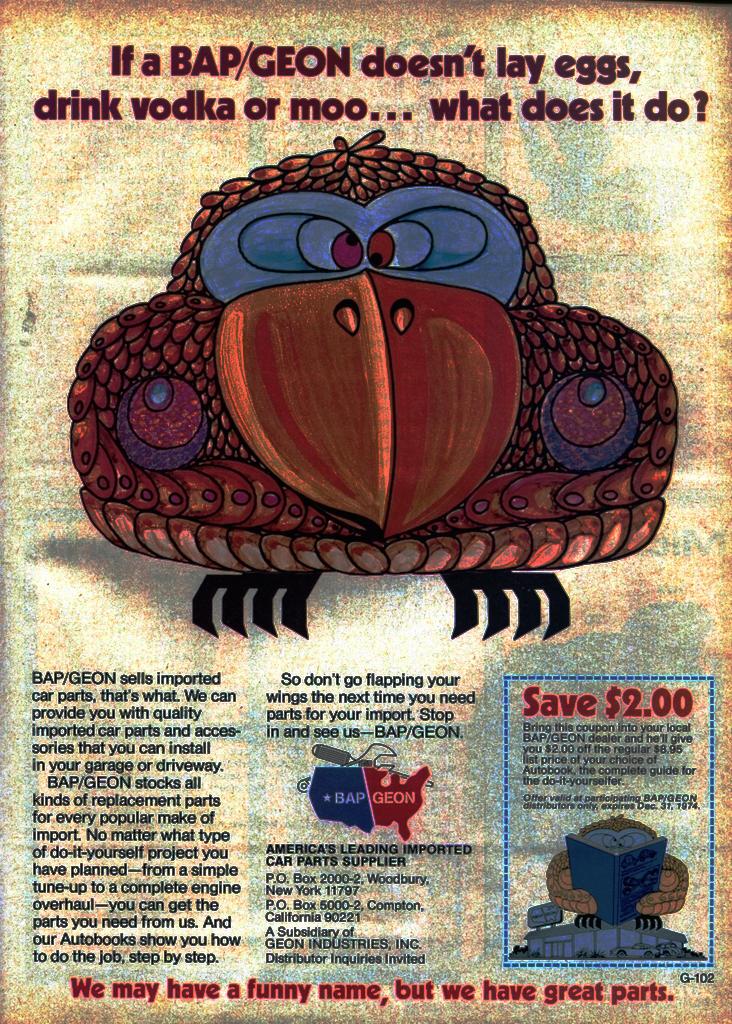 If a BAP/GEON doesn't lay eggs,
drink vodka or moo... what does it do?
BAP/GEON sells imported
car parts, that's what. We can
provide you with quality
imported car parts and acces-
sories that you can install
in your garage or driveway.
BAP/GEON stocks all
kinds of replacement parts
for every popular make of
import. No matter what type
of do-it-yourself project you
have planned—from a simple
tune-up to a complete engine
overhaul—you can get the
parts you need from us. And
our Autobooks show you how
to do the job, step by step.
So don't go flapping your
wings the next time you need
parts for your import. Stop
in and see us—BAP/GEON.
BAP GEON
AMERICA'S LEADING IMPORTED
CAR PARTS SUPPLIER
P.O. Box 2000-2, Woodbury,
New York 11797
P.O. Box 5000-2, Compton,
California 90221
A Subsidiary of
GEON INDUSTRIES, INC.
Distributor Inquiries Invited
Save $2.00
Bring this coupon into your local
BAP/GEON dealer and he'll give
you $2.00 off the regular $8.95
list price of your choice of
Autobook, the complete guide for
the do-it-yourselfer.
Offer valid at participating BAP/GEON
distributors only, expires Dec. 31, 1974.
G-102
We may have a funny name, but we have great parts.